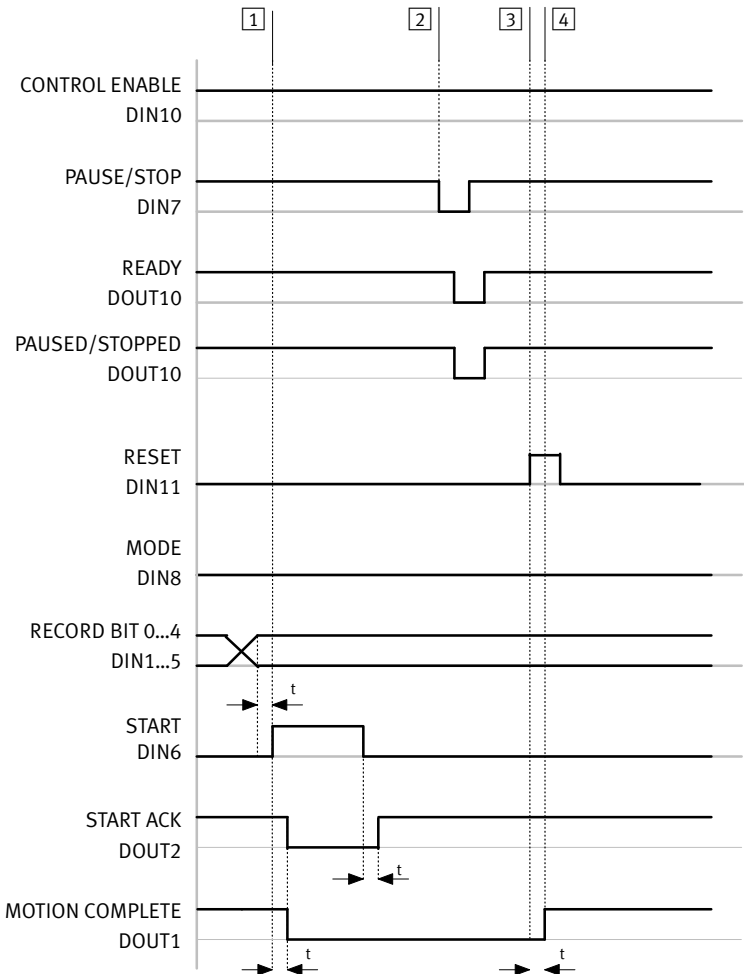 1 2 3 4
CONTROL ENABLE
DIN10
PAUSE/STOP
DIN7
READY
DOUT10
PAUSED/STOPPED
DOUT10
RESET
DIN11
MODE
DIN8
RECORD BIT 0...4
DIN1...5
t
START
DIN6
START ACK
DOUT2
t
MOTION COMPLETE
DOUT1
t t